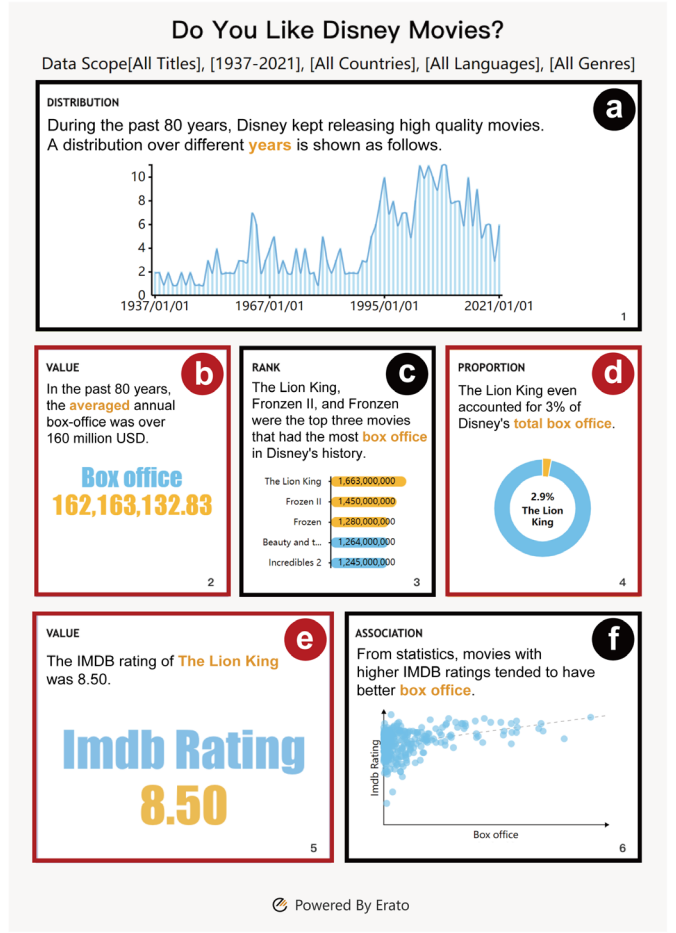 Do You Like Disney Movies?
Data Scope[All Titles], [1937-2021], [All Countries], [All Languages], [All Genres]
DISTRIBUTION
a
During the past 80 years, Disney kept releasing high quality movies.
A distribution over different years is shown as follows.
10
8
6
4
2
0
1937/01/01
1967/01/01
1995/01/01
2021/01/01
1
VALUE
b
In the past 80 years,
the averaged annual
box-office was over
160 million USD.
Box office
162,163,132.83
2
RANK
c
The Lion King,
Fronzen II, and Fronzen
were the top three movies
that had the most box office
in Disney's history.
The Lion King 1,663,000,000
Frozen II 1,450,000,000
Frozen 1,280,000,000
Beauty and t... 1,264,000,000
Incredibles 2 1,245,000,000
3
PROPORTION
d
The Lion King even
accounted for 3% of
Disney's total box office.
2.9%
The Lion
King
4
VALUE
e
The IMDB rating of The Lion King
was 8.50.
Imdb Rating
8.50
5
ASSOCIATION
f
From statistics, movies with
higher IMDB ratings tended to have
better box office.
Imdb Rating
Box office
6
Powered By Erato